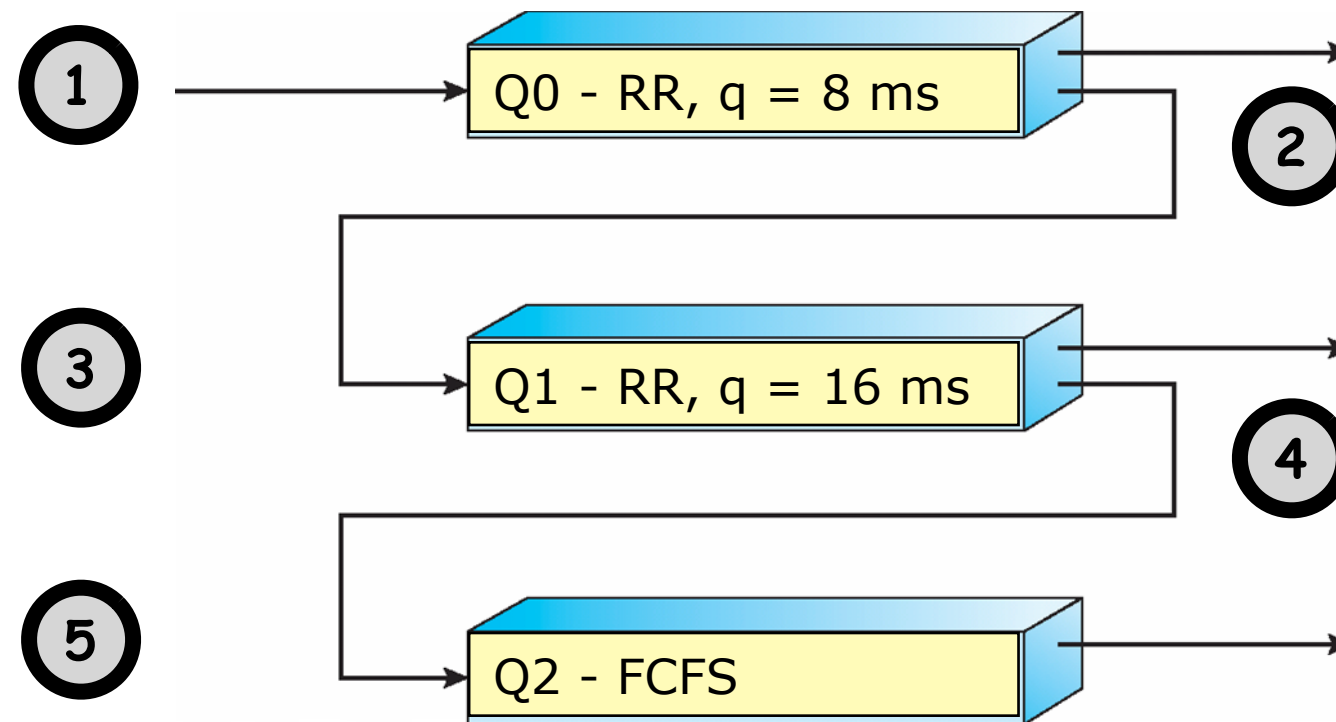 1
Q0 - RR, q = 8 ms
2
3
Q1 - RR, q = 16 ms
4
5
Q2 - FCFS